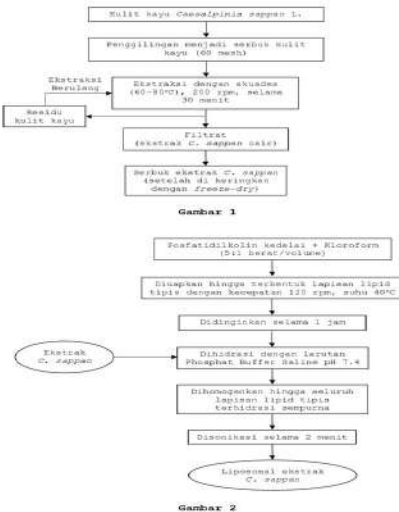 Kulit kayu Caesalpinia sappan L.
Penggilingan menjadi serbuk kulit
kayu (60 mesh)
Ekstraksi
Berulang
Ekstraksi dengan akuades
(60-90°C), 200 rpm, selama
30 menit
Residu
kulit kayu
Filtrat
(ekstrak C. sappan cair)
Serbuk ekstrak C. sappan
(setelah di keringkan
dengan freeze-dry)
Gambar 1
Fosfatidilkolin kedelai + Kloroform
(5:1 berat/volume)
Diuapkan hingga terbentuk lapisan lipid
tipis dengan kecepatan 120 rpm, suhu 40°C
Didinginkan selama 1 jam
Ekstrak
C. sappan
Dihidrasi dengan larutan
Phosphat Buffer Saline pH 7.4
Dihomogenkan hingga seluruh
lapisan lipid tipis
terhidrasi sempurna
Disonikasi selama 2 menit
Liposomal ekstrak
C. sappan
Gambar 2